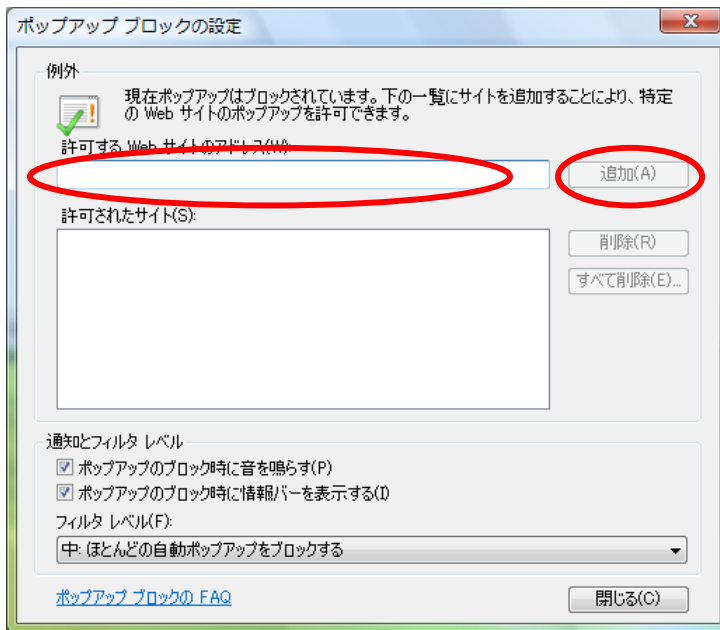 ポップアップ ブロックの設定
例外
現在ポップアップはブロックされています。下の一覧にサイトを追加することにより、特定
の Web サイトのポップアップを許可できます。
許可する Web サイトのアドレス(W):
追加(A)
許可されたサイト(S):
削除(R)
すべて削除(E)...
通知とフィルタ レベル
ポップアップのブロック時に音を鳴らす(P)
ポップアップのブロック時に情報バーを表示する(I)
フィルタ レベル(F):
中: ほとんどの自動ポップアップをブロックする
ポップアップ ブロックの FAQ
閉じる(C)